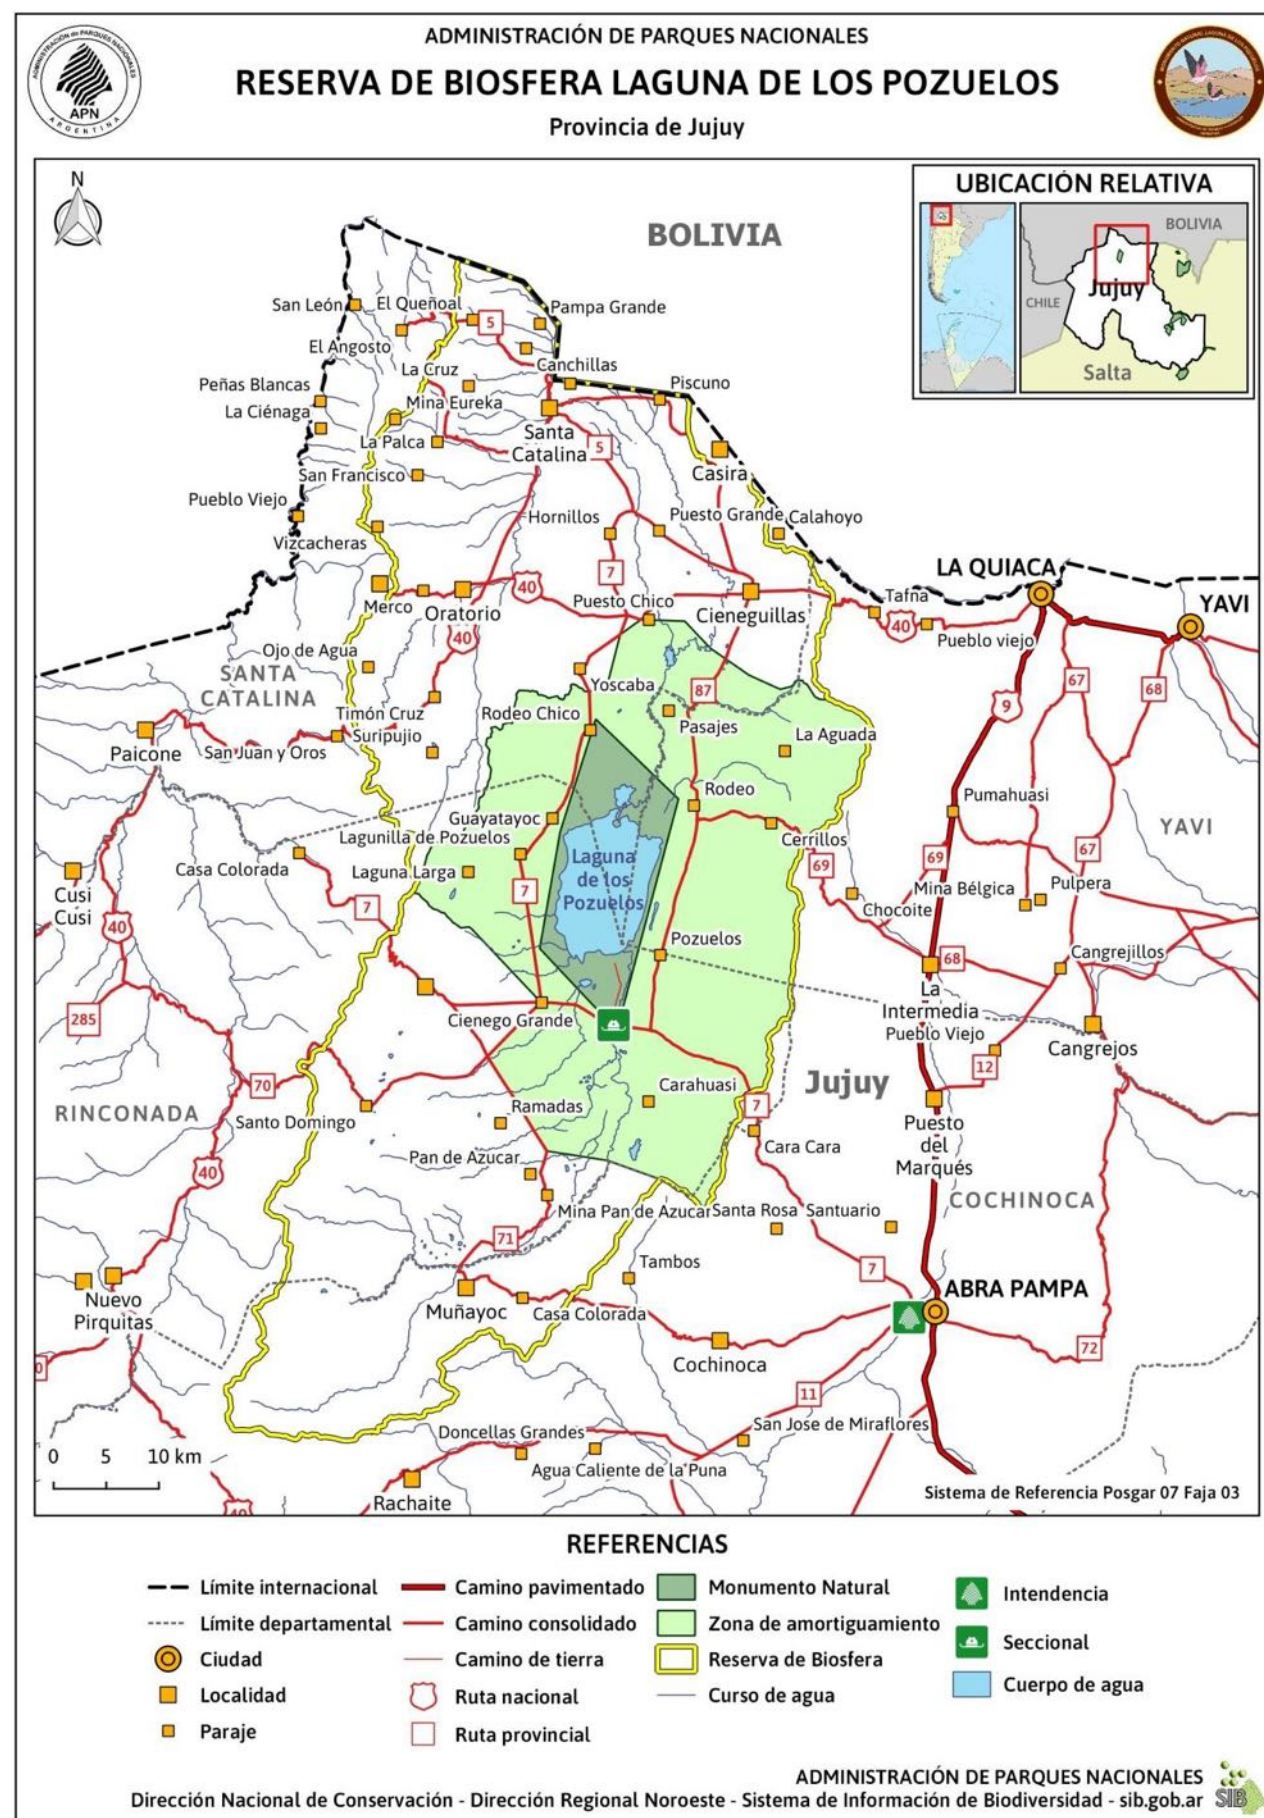 ADMINISTRACIÓN de PARQUES NACIONALES
APN
ARGENTINA
ADMINISTRACIÓN DE PARQUES NACIONALES
RESERVA DE BIOSFERA LAGUNA DE LOS POZUELOS
Provincia de Jujuy
N
BOLIVIA
UBICACIÓN RELATIVA
BOLIVIA
CHILE
Jujuy
Salta
San León
El Queñoal
Pampa Grande
5
El Angosto
La Cruz
Canchillas
Peñas Blancas
Piscuno
La Ciénaga
Mina Eureka
Santa
Catalina
La Palca
5
San Francisco
Casira
Pueblo Viejo
Hornillos
Puesto Grande
Calahoyo
Vizcacheras
7
LA QUIACA
40
Merco
Oratorio
Puesto Chico
Cieneguillas
Tafna
YAVI
40
40
Pueblo viejo
Ojo de Agua
SANTA
CATALINA
Yoscaba
87
67
68
9
Timón Cruz
Rodeo Chico
Pasajes
Suripujio
La Aguada
Paicone
San Juan y Oros
Rodeo
Pumahuasi
Guayatayoc
YAVI
Lagunilla de Pozuelos
Cerrillos
Laguna
de los
Pozuelos
69
69
67
Casa Colorada
Laguna Larga
Mina Bélgica
Pulpera
Cusi
Cusi
7
7
Chocoite
40
Pozuelos
68
Cangrejillos
La
Intermedia
285
Cienego Grande
Pueblo Viejo
Cangrejos
70
12
Jujuy
RINCONADA
Carahuasi
Santo Domingo
Ramadas
7
Puesto
del
Marqués
Pan de Azucar
Cara Cara
40
COCHINOCA
Mina Pan de Azucar
Santa Rosa
Santuario
71
Tambos
7
Nuevo
Pirquitas
Muñayoc
Casa Colorada
ABRA PAMPA
Cochinoca
72
0
11
San Jose de Miraflores
Doncellas Grandes
0 5 10 km
Agua Caliente de la Puna
Rachaite
Sistema de Referencia Posgar 07 Faja 03
40
REFERENCIAS
Límite internacional
Camino pavimentado
Monumento Natural
Intendencia
Límite departamental
Camino consolidado
Zona de amortiguamiento
Seccional
Ciudad
Camino de tierra
Reserva de Biosfera
Cuerpo de agua
Localidad
Ruta nacional
Curso de agua
Paraje
Ruta provincial
ADMINISTRACIÓN DE PARQUES NACIONALES
Dirección Nacional de Conservación - Dirección Regional Noroeste - Sistema de Información de Biodiversidad - sib.gob.ar
SIB